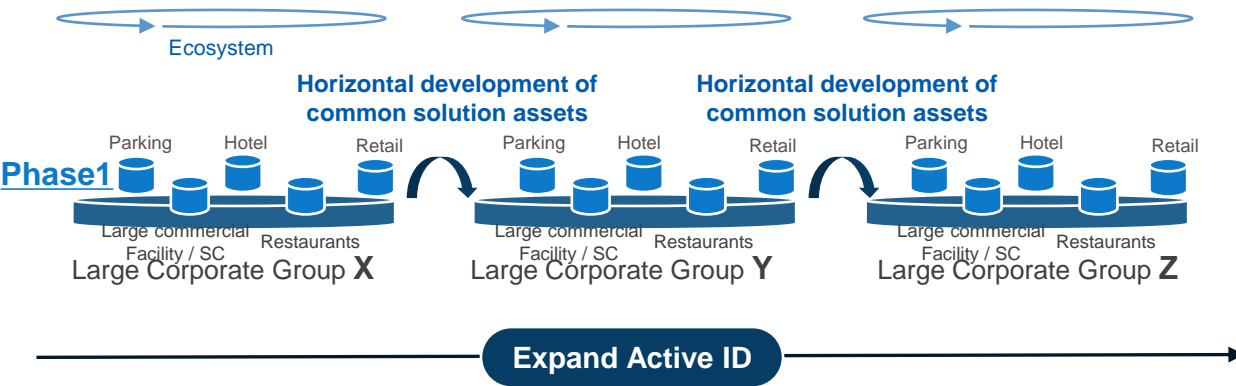 Ecosystem
Horizontal development of
common solution assets
Horizontal development of
common solution assets
Phase1
Parking
Hotel
Retail
Large commercial
Facility / SC
Restaurants
Large Corporate Group X
Parking
Hotel
Retail
Large commercial
Facility / SC
Restaurants
Large Corporate Group Y
Parking
Hotel
Retail
Large commercial
Facility / SC
Restaurants
Large Corporate Group Z
Expand Active ID